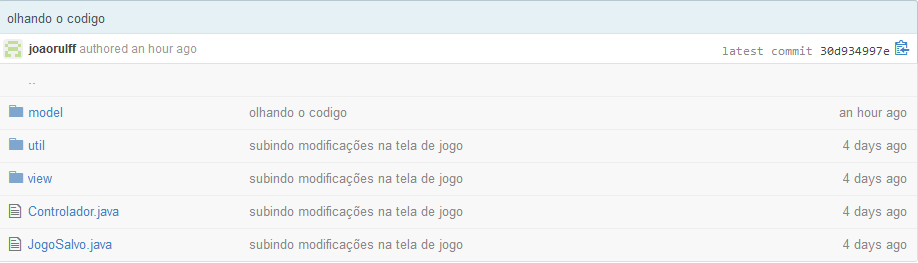 olhando o codigo
joaorulff authored an hour ago latest commit 30d934997e
..
model olhando o codigo an hour ago
util subindo modificações na tela de jogo 4 days ago
view subindo modificações na tela de jogo 4 days ago
Controlador.java subindo modificações na tela de jogo 4 days ago
JogoSalvo.java subindo modificações na tela de jogo 4 days ago